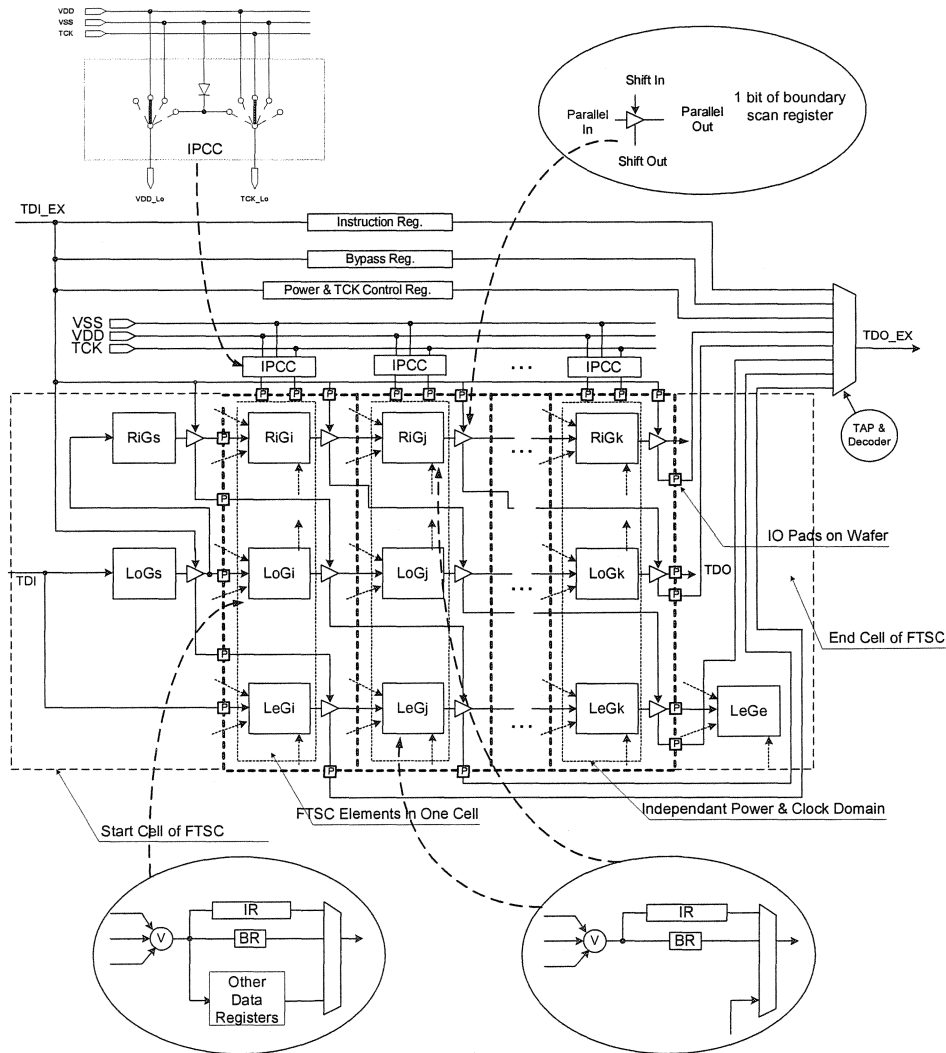 VDD
VSS
TCK
IPCC
VDD_Lo
TCK_Lo
Shift In
Parallel
In
Parallel
Out
Shift Out
1 bit of boundary
scan register
TDI_EX
Instruction Reg.
Bypass Reg.
Power & TCK Control Reg.
VSS
VDD
TCK
IPCC
IPCC
...
IPCC
TDO_EX
TAP &
Decoder
P P P P P P P P P
RiGs
P
RiGi
RiGj
...
RiGk
P
P
IO Pads on Wafer
TDI
LoGs
P
LoGi
LoGj
...
LoGk
P
TDO
P
End Cell of FTSC
P
P
LeGi
LeGj
...
LeGk
P
LeGe
P
P
P
FTSC Elements in One Cell
Independant Power & Clock Domain
Start Cell of FTSC
V
IR
BR
Other
Data
Registers
V
IR
BR